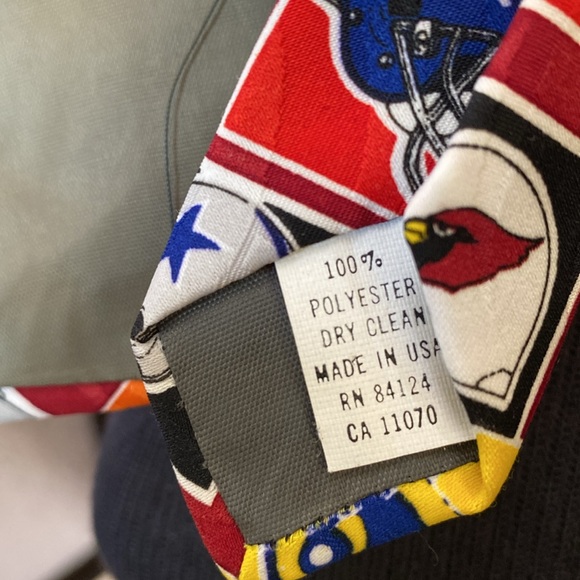 100%
POLYESTER
DRY CLEAN
MADE IN USA
RN 84124
CA 11070